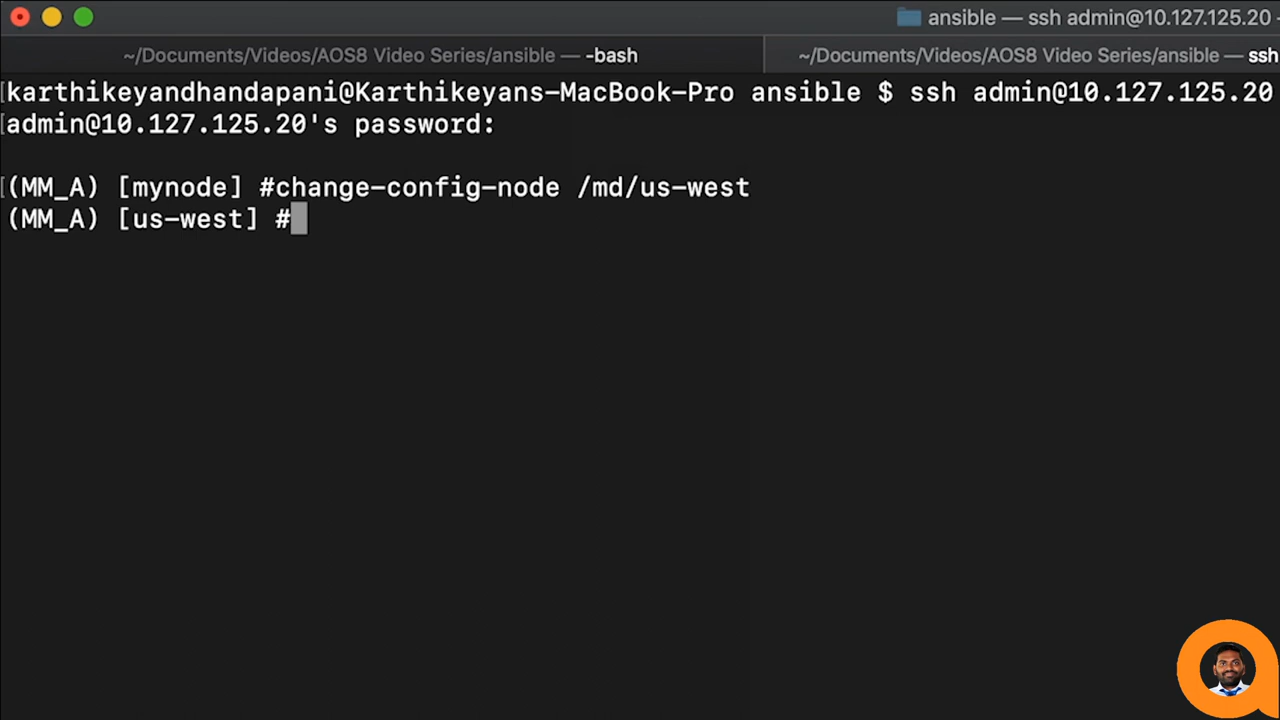 ansible — ssh admin@10.127.125.20
~/Documents/Videos/AOS8 Video Series/ansible — -bash
~/Documents/Videos/AOS8 Video Series/ansible — ssh
[karthikeyandhandapani@Karthikeyans-MacBook-Pro ansible $ ssh admin@10.127.125.20
[admin@10.127.125.20's password:
[(MM_A) [mynode] #change-config-node /md/us-west
(MM_A) [us-west] #